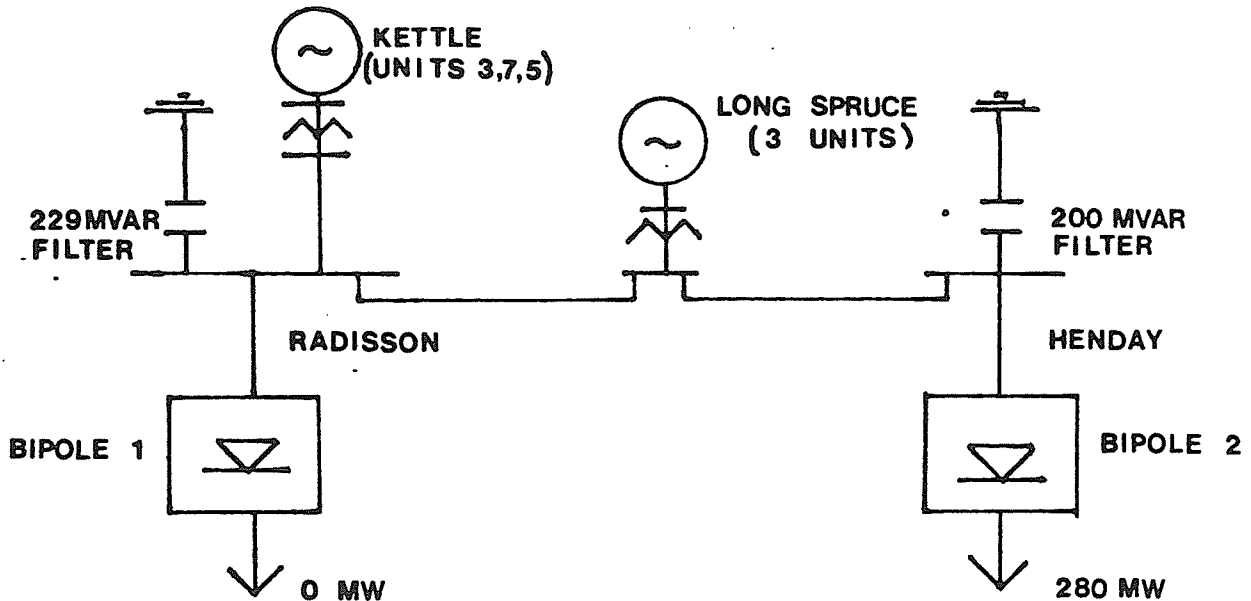 KETTLE
(UNITS 3,7,5)
LONG SPRUCE
(3 UNITS)
229MVAR
FILTER
200 MVAR
FILTER
RADISSON
HENDAY
BIPOLE 1
BIPOLE 2
0 MW
280 MW